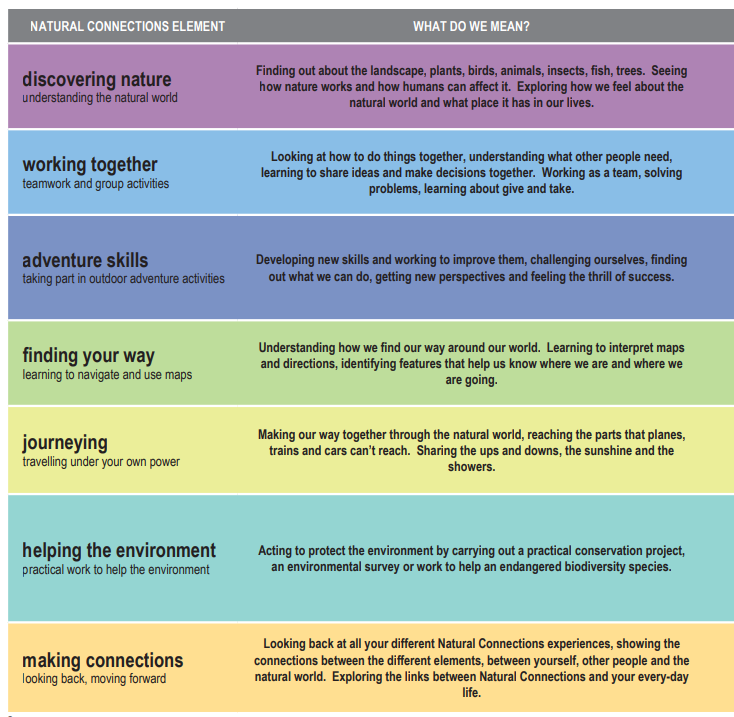 NATURAL CONNECTIONS ELEMENT
WHAT DO WE MEAN?
discovering nature
understanding the natural world
Finding out about the landscape, plants, birds, animals, insects, fish, trees. Seeing
how nature works and how humans can affect it. Exploring how we feel about the
natural world and what place it has in our lives.
working together
teamwork and group activities
Looking at how to do things together, understanding what other people need,
learning to share ideas and make decisions together. Working as a team, solving
problems, learning about give and take.
adventure skills
taking part in outdoor adventure activities
Developing new skills and working to improve them, challenging ourselves, finding
out what we can do, getting new perspectives and feeling the thrill of success.
finding your way
learning to navigate and use maps
Understanding how we find our way around our world. Learning to interpret maps
and directions, identifying features that help us know where we are and where we
are going.
journeying
travelling under your own power
Making our way together through the natural world, reaching the parts that planes,
trains and cars can't reach. Sharing the ups and downs, the sunshine and the
showers.
helping the environment
practical work to help the environment
Acting to protect the environment by carrying out a practical conservation project,
an environmental survey or work to help an endangered biodiversity species.
making connections
looking back, moving forward
Looking back at all your different Natural Connections experiences, showing the
connections between the different elements, between yourself, other people and the
natural world. Exploring the links between Natural Connections and your every-day
life.